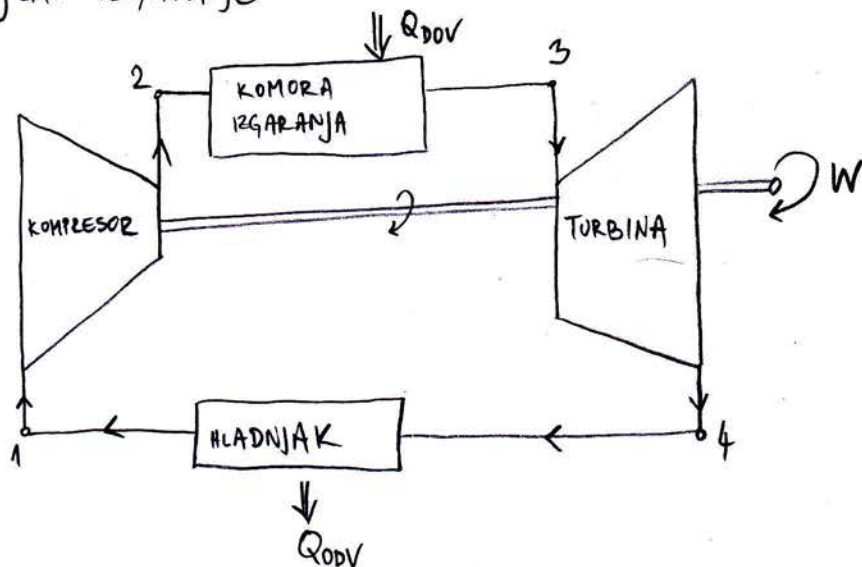 Q_DOV
2
3
KOMORA
IZGARANJA
KOMPRESOR
TURBINA
W
1
HLADNJAK
4
Q_ODV